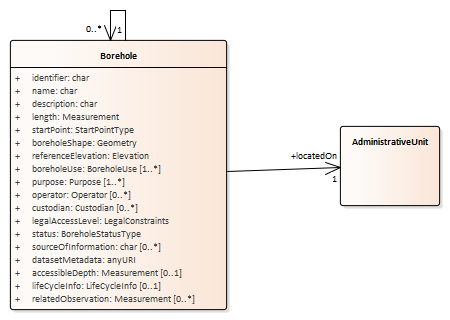 0..*
1
Borehole
+ identifier: char
+ name: char
+ description: char
+ length: Measurement
+ startPoint: StartPointType
+ boreholeShape: Geometry
+ referenceElevation: Elevation
+ boreholeUse: BoreholeUse [1..*]
+ purpose: Purpose [1..*]
+ operator: Operator [0..*]
+ custodian: Custodian [0..*]
+ legalAccessLevel: LegalConstraints
+ status: BoreholeStatusType
+ sourceOfInformation: char [0..*]
+ datasetMetadata: anyURI
+ accessibleDepth: Measurement [0..1]
+ lifeCycleInfo: LifeCycleInfo [0..1]
+ relatedObservation: Measurement [0..*]
+locatedOn
1
AdministrativeUnit